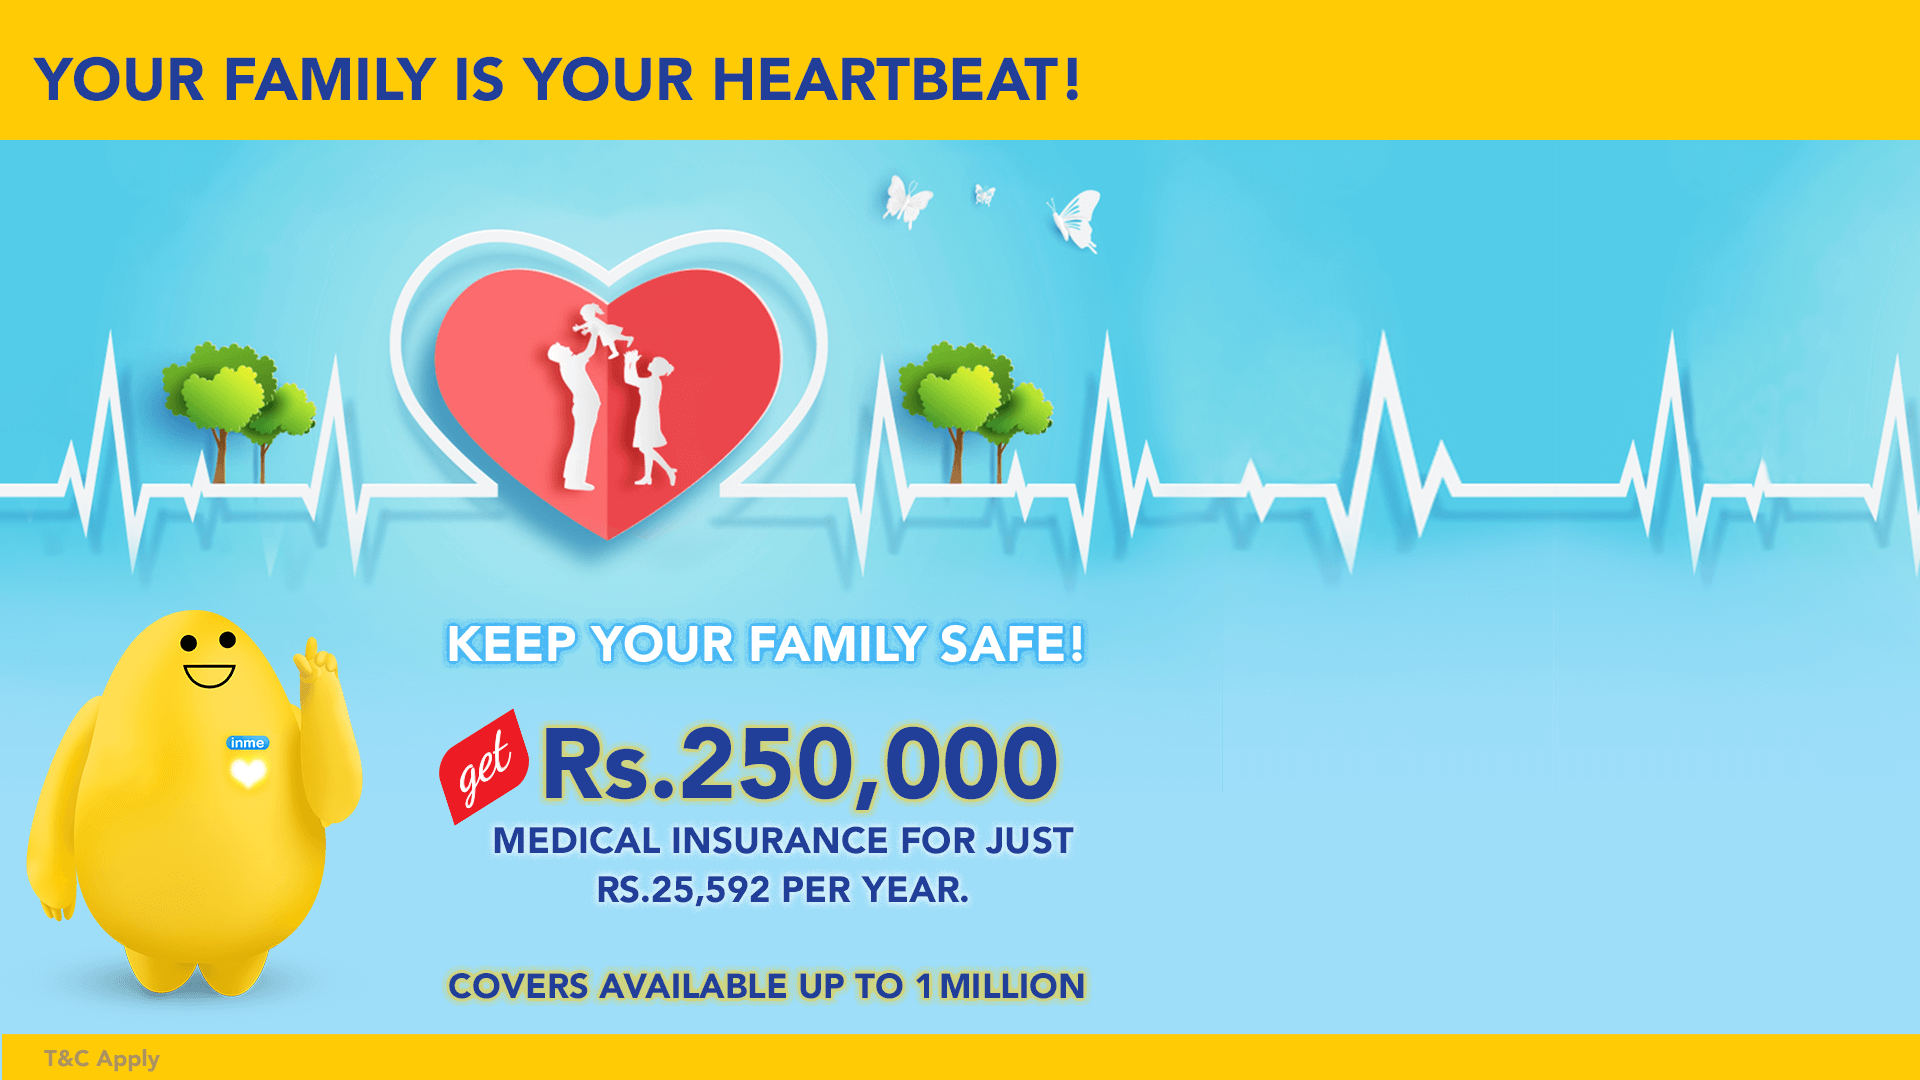 YOUR FAMILY IS YOUR HEARTBEAT!
KEEP YOUR FAMILY SAFE!
get Rs.250,000
MEDICAL INSURANCE FOR JUST
RS.25,592 PER YEAR.
inme
COVERS AVAILABLE UP TO 1 MILLION
T&C Apply